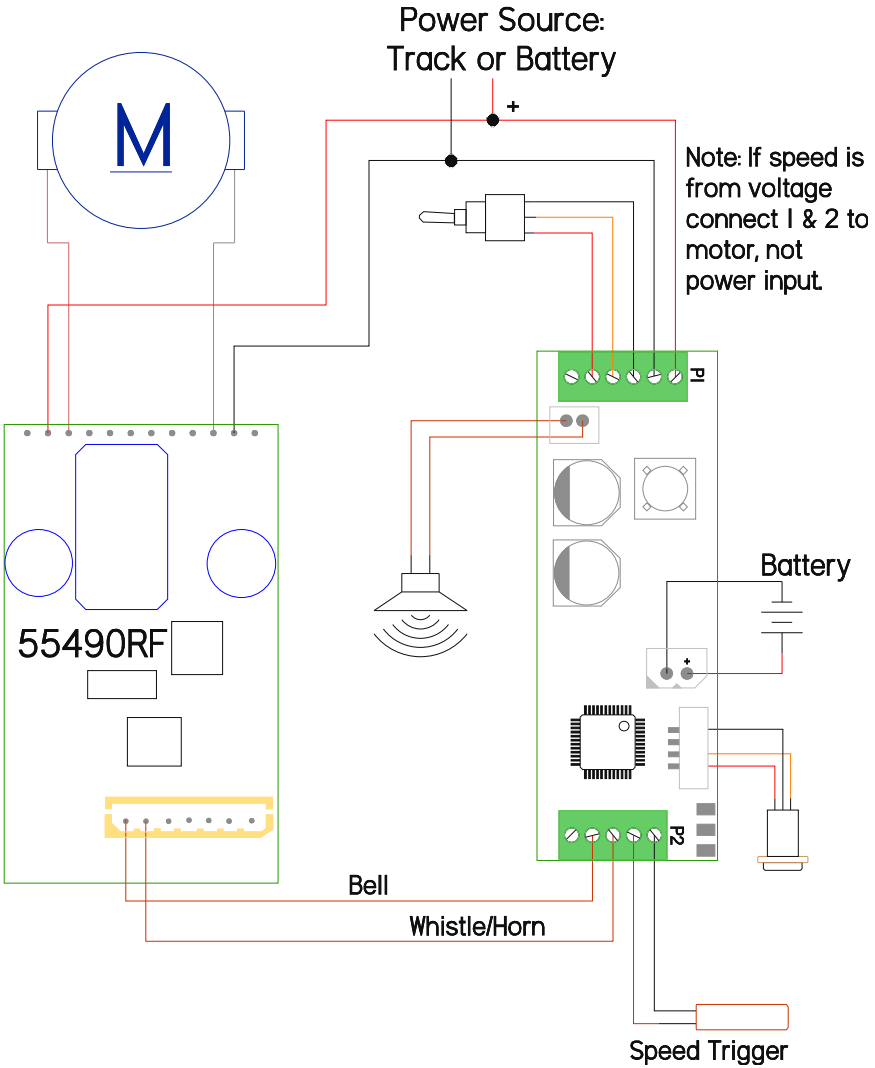 Power Source:
Track or Battery
+
M
Note: If speed is
from voltage
connect 1 & 2 to
motor, not
power input.
P1
Battery
+
55490RF
P2
Bell
Whistle/Horn
Speed Trigger